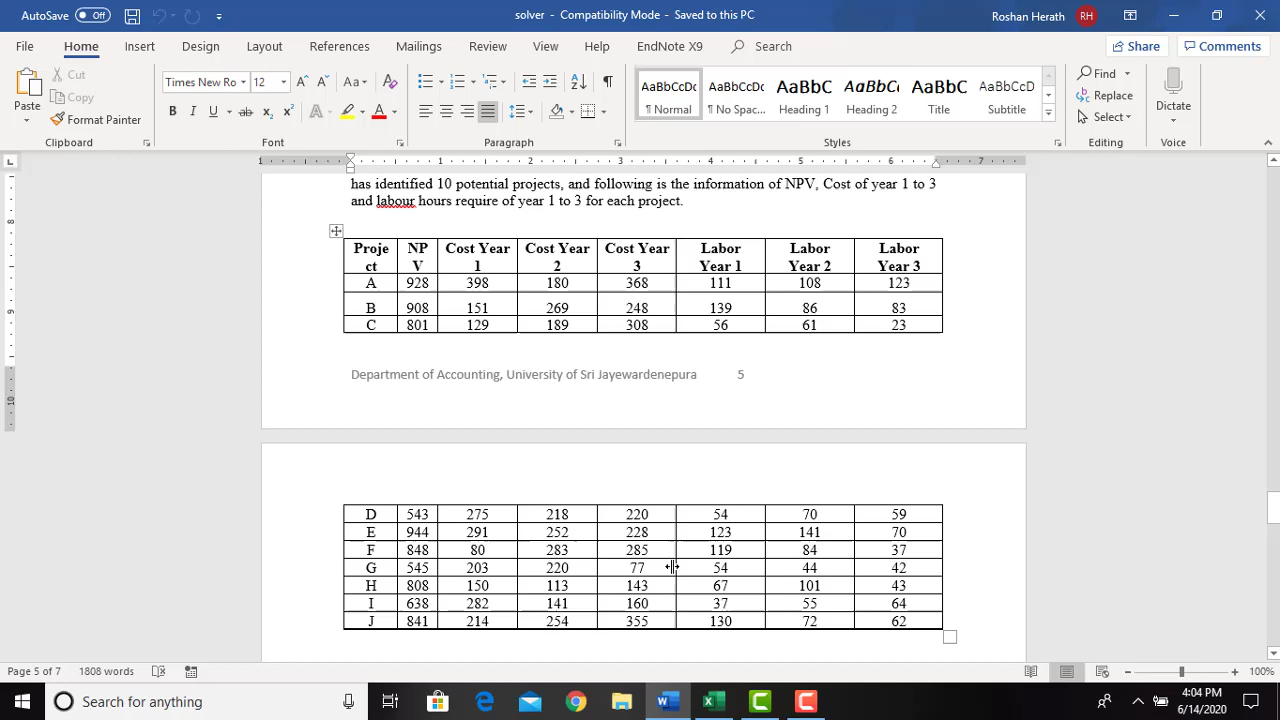 AutoSave Off
solver - Compatibility Mode - Saved to this PC
Roshan Herath RH
File Home Insert Design Layout References Mailings Review View Help EndNote X9 Search Share Comments
Paste Cut Copy Format Painter
Times New Ro 12 Aa A
B I U ab x₂ x² A A
AaBbCcDc AaBbCcDc AaBbC AaBbCc AaBbC AaBbCcD
¶ Normal ¶ No Spac... Heading 1 Heading 2 Title Subtitle
Find Replace Select Dictate
Clipboard Font Paragraph Styles Editing Voice
has identified 10 potential projects, and following is the information of NPV, Cost of year 1 to 3
and labour hours require of year 1 to 3 for each project.
Proje NP Cost Year Cost Year Cost Year Labor Labor Labor
ct V 1 2 3 Year 1 Year 2 Year 3
A 928 398 180 368 111 108 123
B 908 151 269 248 139 86 83
C 801 129 189 308 56 61 23
Department of Accounting, University of Sri Jayewardenepura 5
D 543 275 218 220 54 70 59
E 944 291 252 228 123 141 70
F 848 80 283 285 119 84 37
G 545 203 220 77 54 44 42
H 808 150 113 143 67 101 43
I 638 282 141 160 37 55 64
J 841 214 254 355 130 72 62
Page 5 of 7 1808 words 100%
Search for anything
4:04 PM
6/14/2020